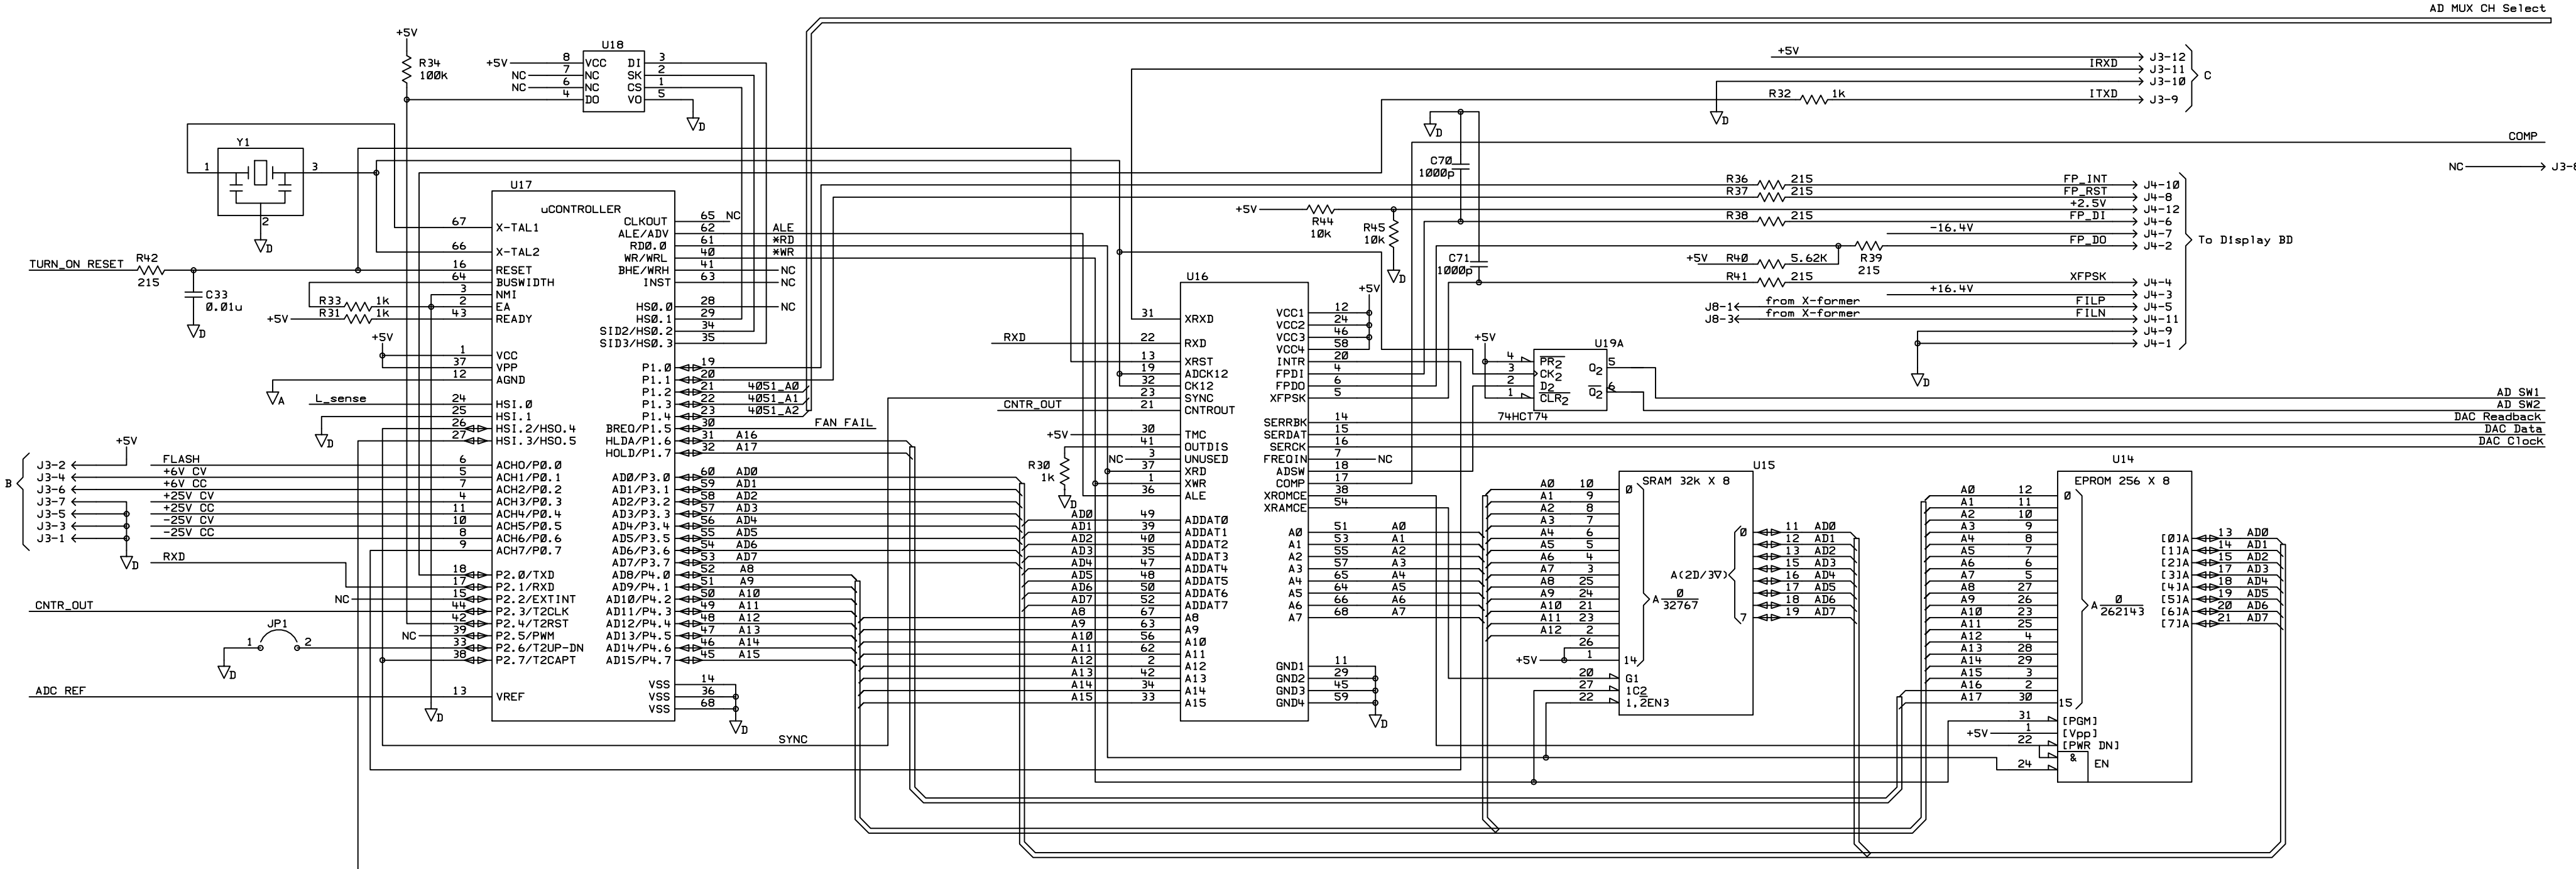 AD MUX CH Select
+5V
R34
100k
U18
+5V 8 VCC DI 3
NC 7 NC SK 2
NC 6 NC CS 1
4 DO VO 5
D
+5V J3-12
IRXD J3-11
J3-10
C
R32 1k ITXD J3-9
D
D
COMP
NC J3-8
Y1
1 3
2
D
C70
1000p
U17
uCONTROLLER
67 X-TAL1
66 X-TAL2
TURN_ON RESET R42 215
16 RESET
64 BUSWIDTH
3 NMI
2 EA
43 READY
C33
0.01u
D
R33 1k
+5V R31 1k
+5V
1 VCC
37 VPP
12 AGND
A
L_sense 24 HSI.0
25 HSI.1
D
26 HSI.2/HSO.4
27 HSI.3/HSO.5
+5V
B
J3-2
J3-4
J3-6
J3-7
J3-5
J3-3
J3-1
D
FLASH 6 ACH0/P0.0
+6V CV 5 ACH1/P0.1
+6V CC 7 ACH2/P0.2
+25V CV 4 ACH3/P0.3
+25V CC 11 ACH4/P0.4
-25V CV 10 ACH5/P0.5
-25V CC 8 ACH6/P0.6
9 ACH7/P0.7
RXD
18 P2.0/TXD
17 P2.1/RXD
NC 15 P2.2/EXTINT
CNTR_OUT 44 P2.3/T2CLK
42 P2.4/T2RST
NC 39 P2.5/PWM
33 P2.6/T2UP-DN
38 P2.7/T2CAPT
JP1
1 2
D
ADC REF 13 VREF
D
CLKOUT 65 NC
ALE/ADV 62 ALE
RD0.0 61 *RD
WR/WRL 40 *WR
BHE/WRH 41 NC
INST 63 NC
HS0.0 28 NC
HS0.1 29
SID2/HS0.2 34
SID3/HS0.3 35
P1.0 19
P1.1 20
P1.2 21 4051_A0
P1.3 22 4051_A1
P1.4 23 4051_A2
BREQ/P1.5 30 FAN FAIL
HLDA/P1.6 31 A16
HOLD/P1.7 32 A17
AD0/P3.0 60 AD0
AD1/P3.1 59 AD1
AD2/P3.2 58 AD2
AD3/P3.3 57 AD3
AD4/P3.4 56 AD4
AD5/P3.5 55 AD5
AD6/P3.6 54 AD6
AD7/P3.7 53 AD7
AD8/P4.0 52 A8
AD9/P4.1 51 A9
AD10/P4.2 50 A10
AD11/P4.3 49 A11
AD12/P4.4 48 A12
AD13/P4.5 47 A13
AD14/P4.6 46 A14
AD15/P4.7 45 A15
VSS 14
VSS 36
VSS 68
D
SYNC
U16
31 XRXD
RXD 22 RXD
13 XRST
19 ADCK12
32 CK12
23 SYNC
CNTR_OUT 21 CNTROUT
+5V 30 TMC
41 OUTDIS
NC 3 UNUSED
37 XRD
1 XWR
36 ALE
R30
1k
D
AD0 49 ADDAT0
AD1 39 ADDAT1
AD2 40 ADDAT2
AD3 35 ADDAT3
AD4 47 ADDAT4
AD5 48 ADDAT5
AD6 50 ADDAT6
AD7 52 ADDAT7
A8 67 A8
A9 63 A9
A10 56 A10
A11 62 A11
A12 2 A12
A13 42 A13
A14 34 A14
A15 33 A15
+5V
VCC1 12
VCC2 24
VCC3 46
VCC4 58
INTR 20
FPDI 4
FPDO 6
XFPSK 5
SERRBK 14
SERDAT 15
SERCK 16
FREQIN 7 NC
ADSW 18
COMP 17
XROMCE 38
XRAMCE 54
A0 51 A0
A1 53 A1
A2 55 A2
A3 57 A3
A4 65 A4
A5 64 A5
A6 66 A6
A7 68 A7
GND1 11
GND2 29
GND3 45
GND4 59
D
+5V R44 10k
R45
10k
D
C71
1000p
R36 215 FP_INT J4-10
R37 215 FP_RST J4-8
+2.5V J4-12
R38 215 FP_DI J4-6
-16.4V J4-7
FP_DO J4-2
+5V R40 5.62K R39 215
R41 215 XFPSK J4-4
+16.4V J4-3
J8-1 from X-former FILP J4-5
J8-3 from X-former FILN J4-11
J4-9
J4-1
D
To Display BD
+5V
U19A
4 PR2
3 CK2
2 D2
1 CLR2
Q2 5
Q2 6
74HCT74
AD SW1
AD SW2
DAC Readback
DAC Data
DAC Clock
U15
SRAM 32k X 8
A0 10 0
A1 9
A2 8
A3 7
A4 6
A5 5
A6 4
A7 3
A8 25
A9 24
A10 21
A11 23
A12 2
26
+5V 1 14
20 G1
27 1C2
22 1,2EN3
A 0
32767
A(2D/3∇)
0 11 AD0
12 AD1
13 AD2
15 AD3
16 AD4
17 AD5
18 AD6
7 19 AD7
U14
EPROM 256 X 8
A0 12 0
A1 11
A2 10
A3 9
A4 8
A5 7
A6 6
A7 5
A8 27
A9 26
A10 23
A11 25
A12 4
A13 28
A14 29
A15 3
A16 2
A17 30 15
31 [PGM]
+5V 1 [Vpp]
22 [PWR DN]
&
24 EN
A 0
262143
[0]A 13 AD0
[1]A 14 AD1
[2]A 15 AD2
[3]A 17 AD3
[4]A 18 AD4
[5]A 19 AD5
[6]A 20 AD6
[7]A 21 AD7